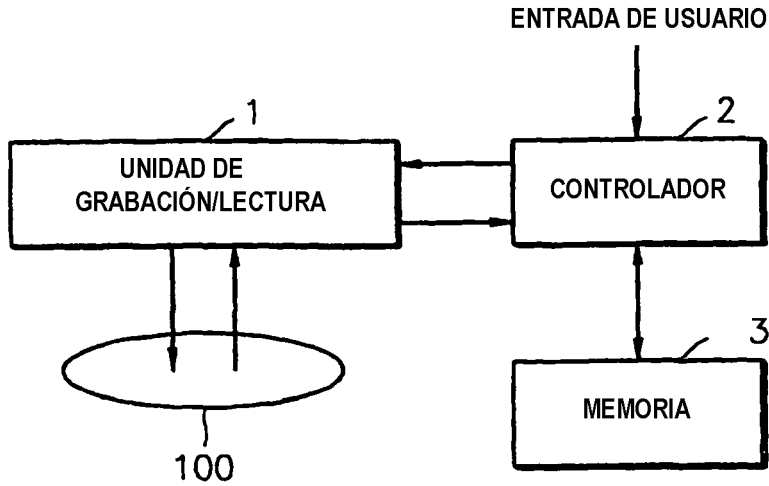 ENTRADA DE USUARIO
1
2
UNIDAD DE
GRABACIÓN/LECTURA
CONTROLADOR
3
MEMORIA
100